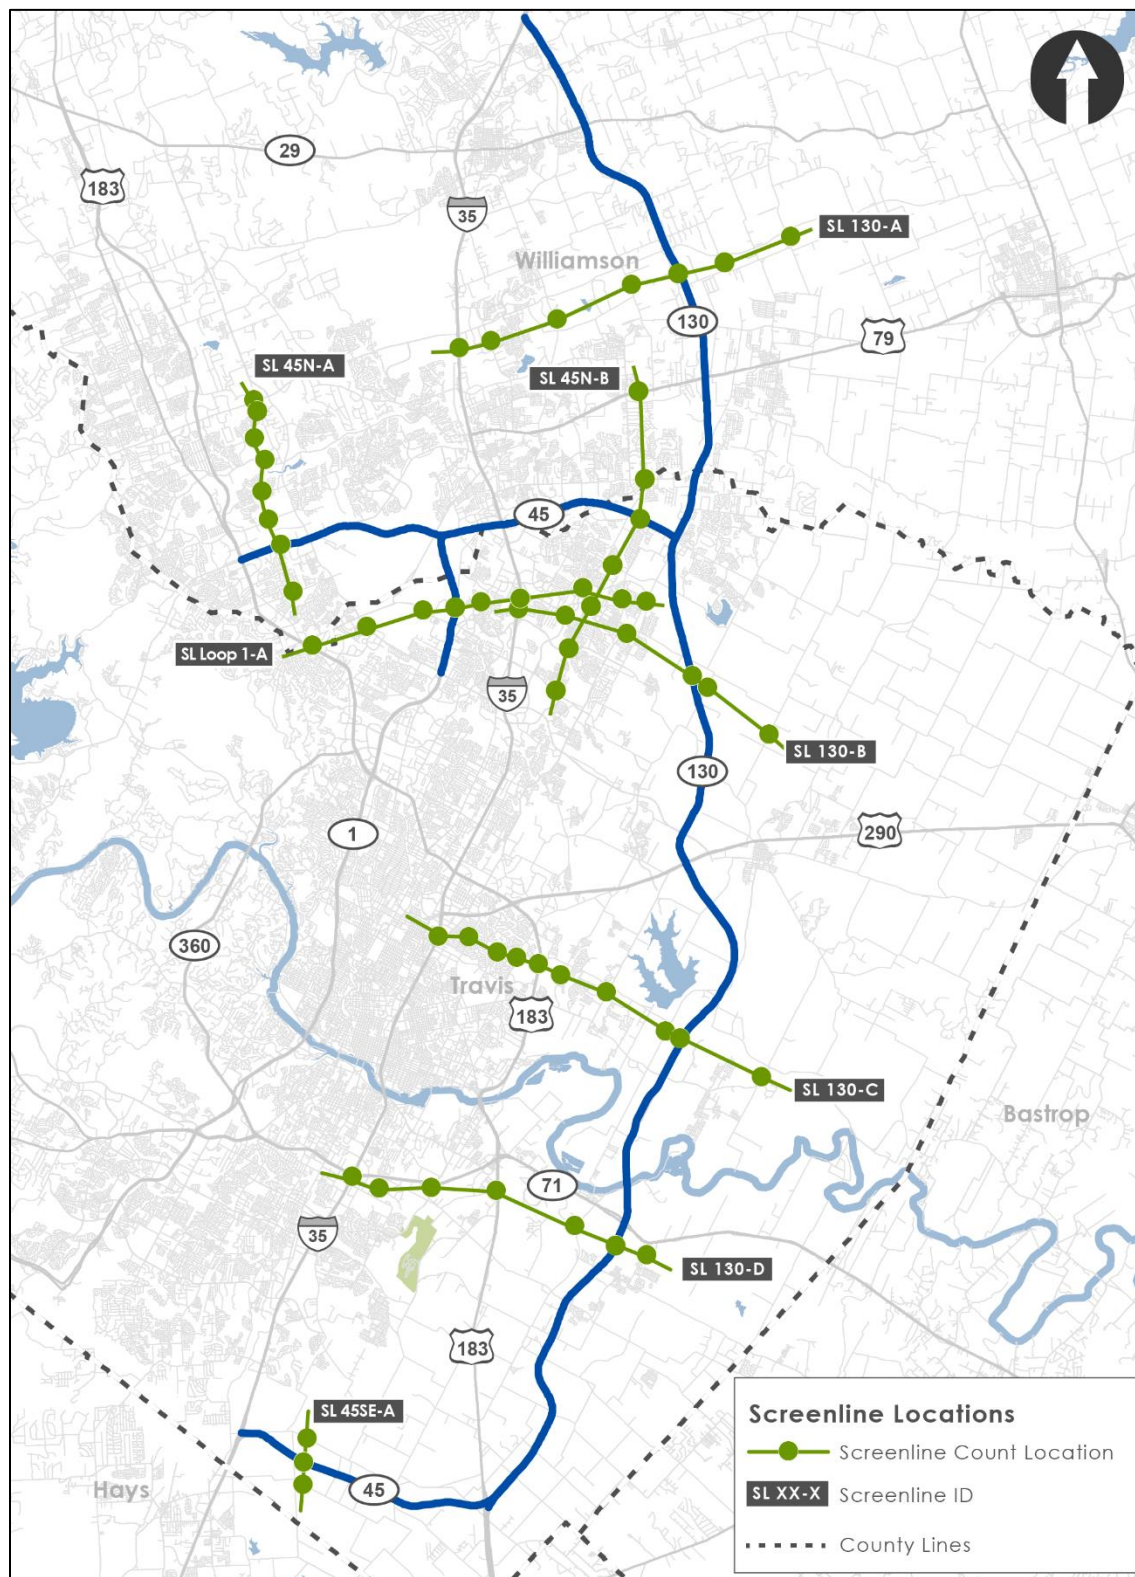 29
183
35
SL 130-A
Williamson
130
79
SL 45N-A
SL 45N-B
45
SL Loop 1-A
35
SL 130-B
130
1
290
360
Travis
183
SL 130-C
Bastrop
71
35
SL 130-D
183
SL 45SE-A
Hays
45
Screenline Locations
Screenline Count Location
SL XX-X Screenline ID
County Lines